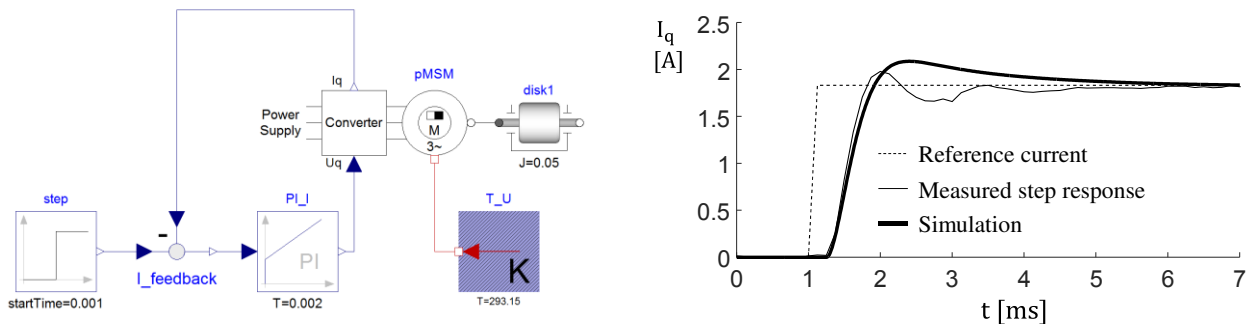 Iq
pMSM
disk1
Power
Supply
Converter
M
3~
Uq
J=0.05
step
PI_I
T_U
-
PI
K
I_feedback
startTime=0.001
T=0.002
T=293.15
I_q
[A]
2.5
2
1.5
1
0.5
0
Reference current
Measured step response
Simulation
0 1 2 3 4 5 6 7
t [ms]